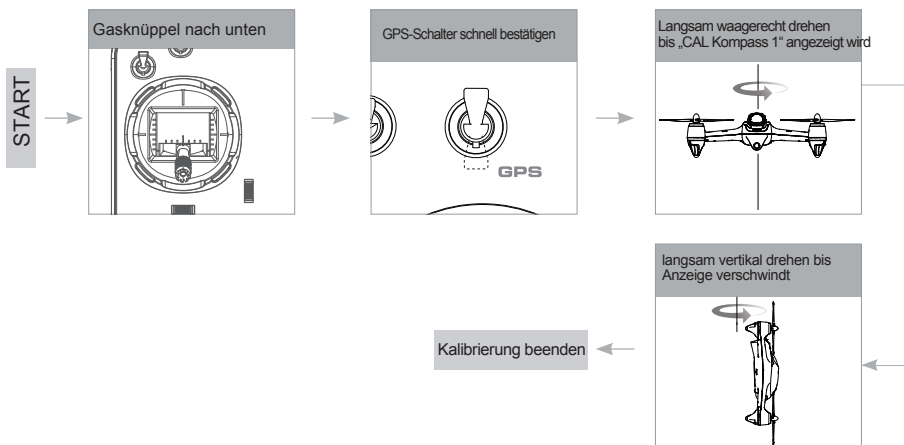 START
Gasknüppel nach unten
GPS-Schalter schnell bestätigen
GPS
Langsam waagerecht drehen
bis „CAL Kompass 1“ angezeigt wird
langsam vertikal drehen bis
Anzeige verschwindt
Kalibrierung beenden